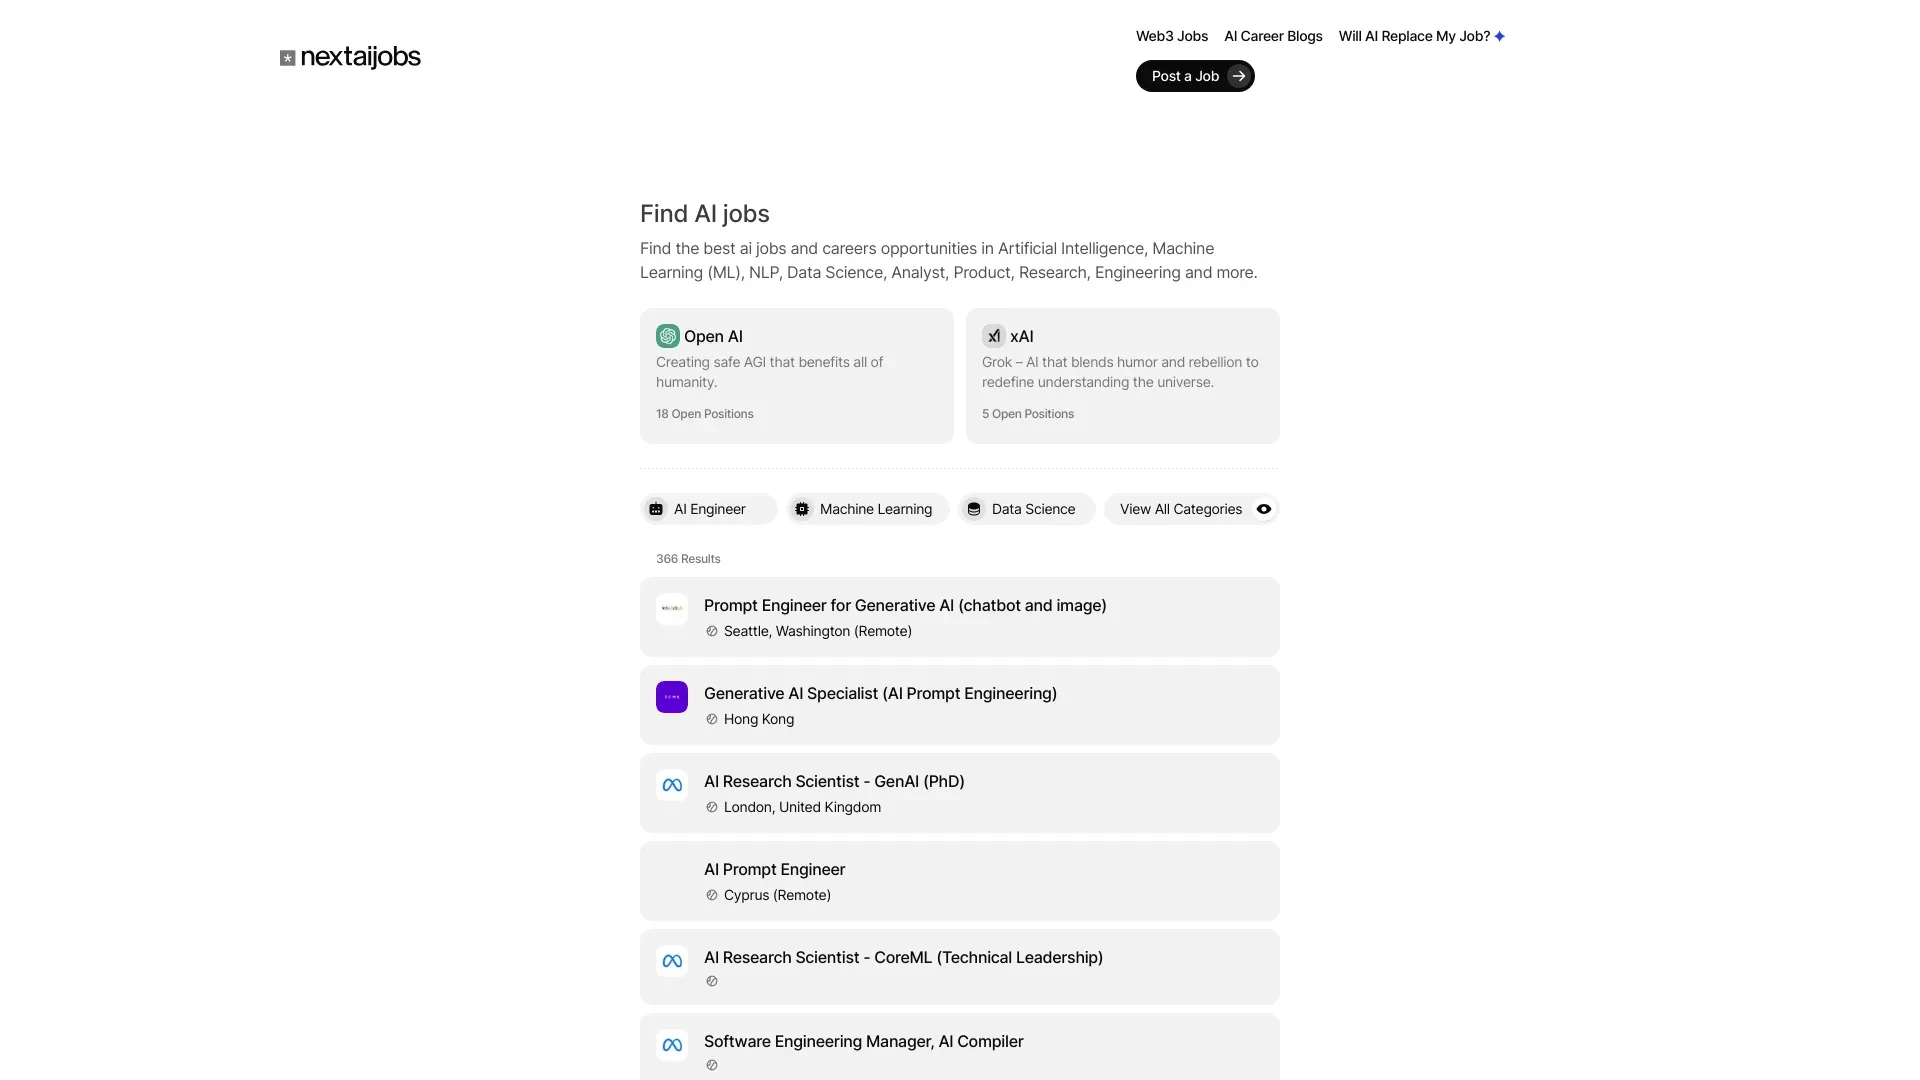 nextaijobs
Web3 Jobs
AI Career Blogs
Will AI Replace My Job?
Post a Job
Find AI jobs
Find the best ai jobs and careers opportunities in Artificial Intelligence, Machine
Learning (ML), NLP, Data Science, Analyst, Product, Research, Engineering and more.
Open AI
Creating safe AGI that benefits all of
humanity.
18 Open Positions
xAI
Grok – AI that blends humor and rebellion to
redefine understanding the universe.
5 Open Positions
AI Engineer
Machine Learning
Data Science
View All Categories
366 Results
Prompt Engineer for Generative AI (chatbot and image)
Seattle, Washington (Remote)
Generative AI Specialist (AI Prompt Engineering)
Hong Kong
AI Research Scientist - GenAI (PhD)
London, United Kingdom
AI Prompt Engineer
Cyprus (Remote)
AI Research Scientist - CoreML (Technical Leadership)
Software Engineering Manager, AI Compiler